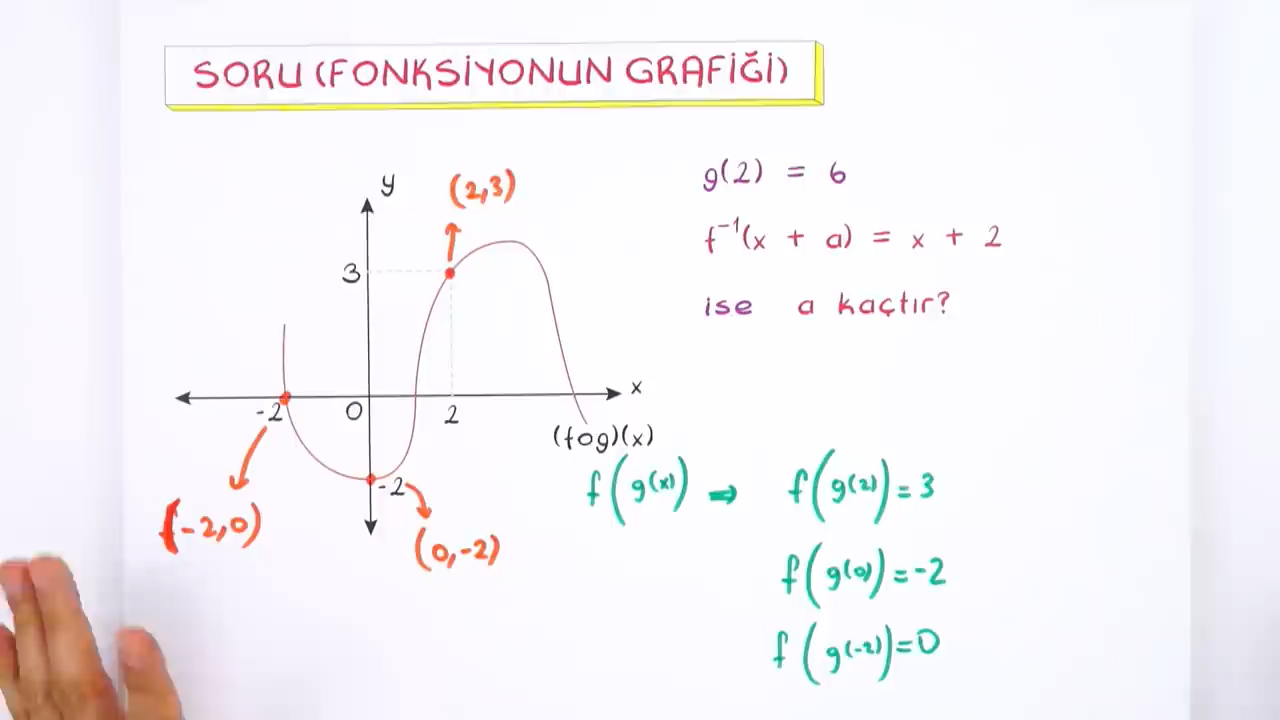 SORU (FONKSİYONUN GRAFİĞİ)
g(2) = 6
f⁻¹(x + a) = x + 2
ise a kaçtır?
y
(2,3)
3
x
-2
0
2
(fog)(x)
-2
(-2,0)
(0,-2)
f(g(x)) ⇒ f(g(2)) = 3
f(g(0)) = -2
f(g(-2)) = 0